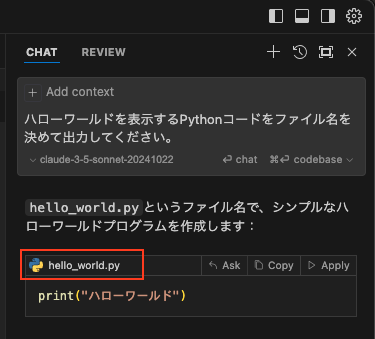 CHAT REVIEW
Add context
ハローワールドを表示するPythonコードをファイル名を
決めて出力してください。
claude-3-5-sonnet-20241022 chat ⌘ codebase
hello_world.pyというファイル名で、シンプルなハ
ローワールドプログラムを作成します：
hello_world.py Ask Copy Apply
print("ハローワールド")